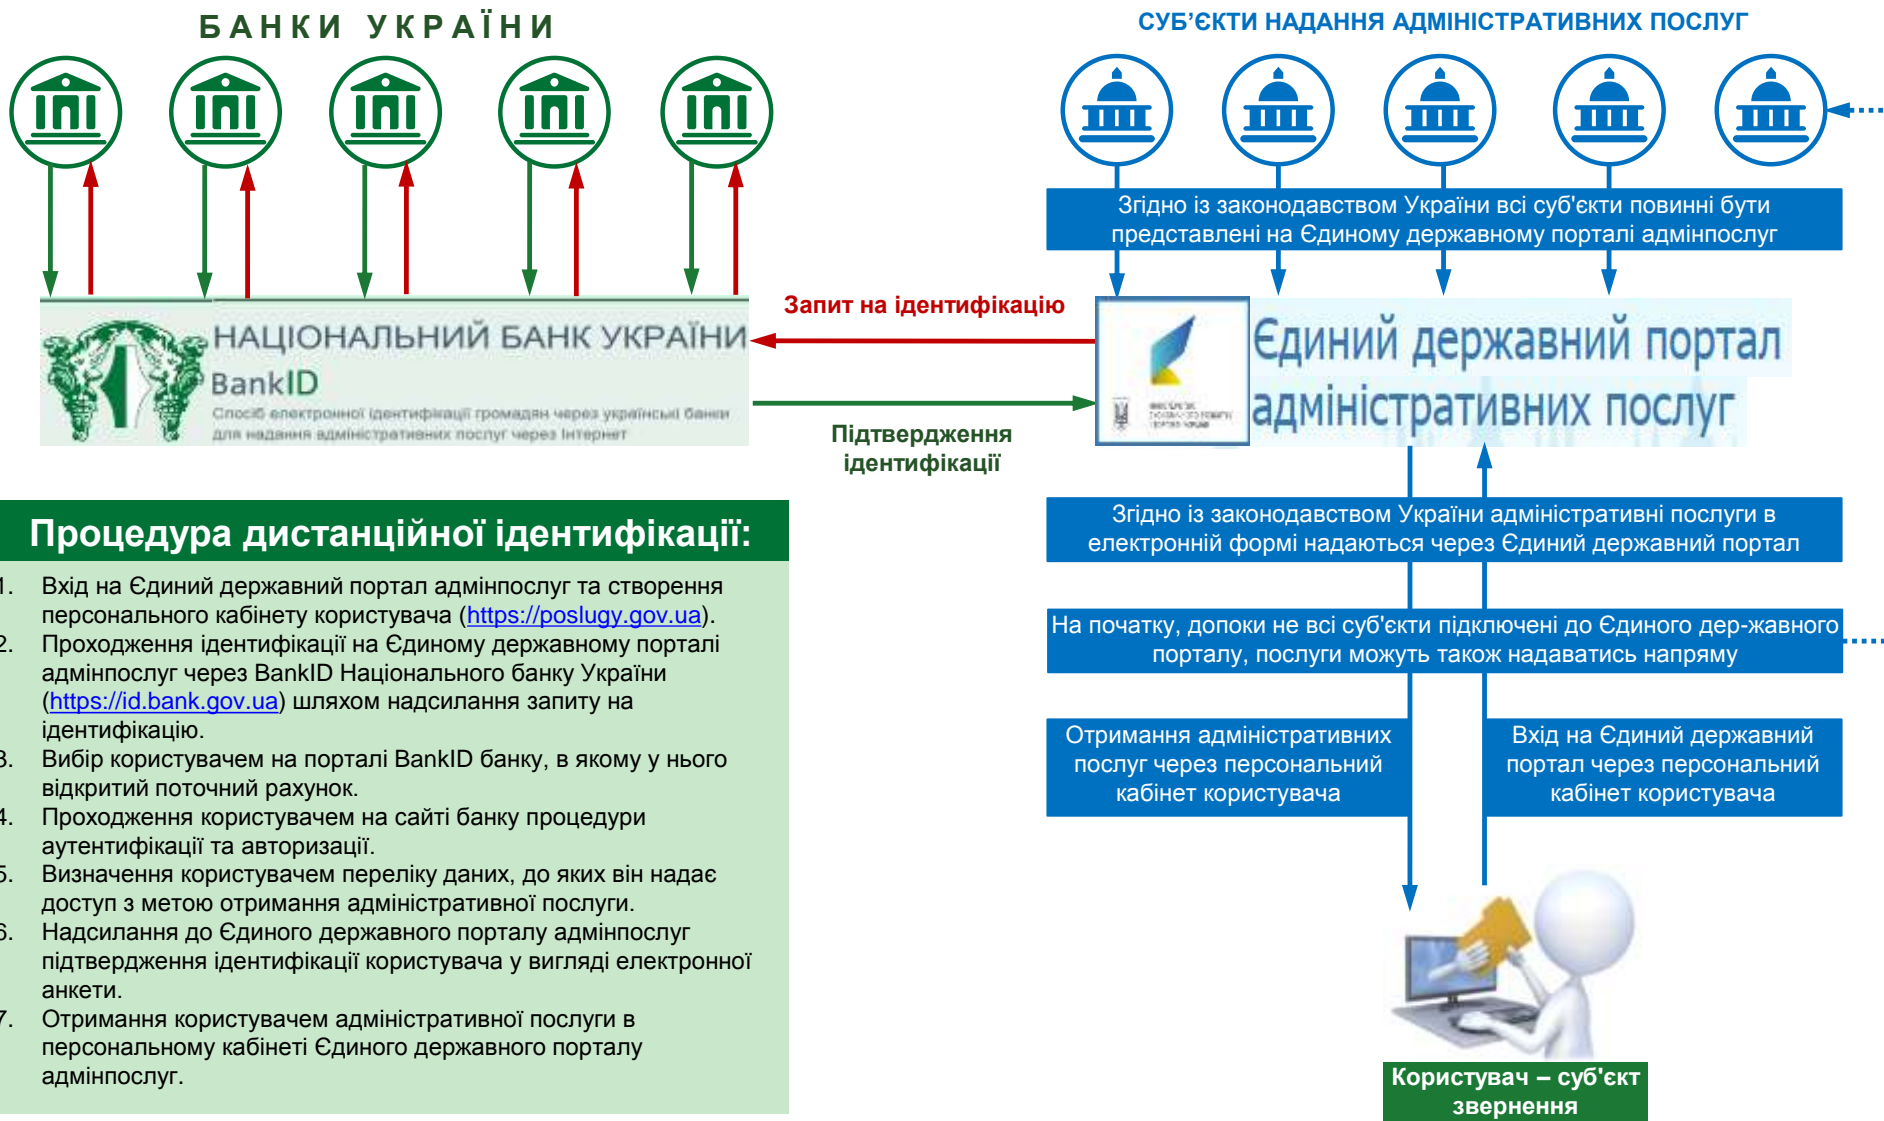 БАНКИ УКРАЇНИ
СУБ’ЄКТИ НАДАННЯ АДМІНІСТРАТИВНИХ ПОСЛУГ
Згідно із законодавством України всі суб'єкти повинні бути
представлені на Єдиному державному порталі адмінпослуг
НАЦІОНАЛЬНИЙ БАНК УКРАЇНИ
BankID
Спосіб електронної ідентифікації громадян через українські банки
для надання адміністративних послуг через Інтернет
Запит на ідентифікацію
Підтвердження
ідентифікації
Єдиний державний портал
адміністративних послуг
Процедура дистанційної ідентифікації:
1. Вхід на Єдиний державний портал адмінпослуг та створення
персонального кабінету користувача (https://poslugy.gov.ua).
2. Проходження ідентифікації на Єдиному державному порталі
адмінпослуг через BankID Національного банку України
(https://id.bank.gov.ua) шляхом надсилання запиту на
ідентифікацію.
3. Вибір користувачем на порталі BankID банку, в якому у нього
відкритий поточний рахунок.
4. Проходження користувачем на сайті банку процедури
аутентифікації та авторизації.
5. Визначення користувачем переліку даних, до яких він надає
доступ з метою отримання адміністративної послуги.
6. Надсилання до Єдиного державного порталу адмінпослуг
підтвердження ідентифікації користувача у вигляді електронної
анкети.
7. Отримання користувачем адміністративної послуги в
персональному кабінеті Єдиного державного порталу
адмінпослуг.
Згідно із законодавством України адміністративні послуги в
електронній формі надаються через Єдиний державний портал
На початку, допоки не всі суб'єкти підключені до Єдиного дер-жавного
порталу, послуги можуть також надаватись напряму
Отримання адміністративних
послуг через персональний
кабінет користувача
Вхід на Єдиний державний
портал через персональний
кабінет користувача
Користувач – суб'єкт
звернення